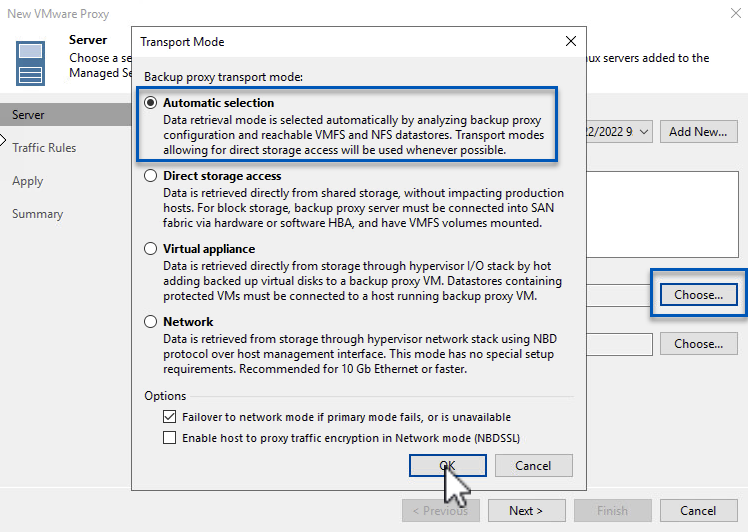 New VMware Proxy
Server
Choose a se
Managed Se
nux servers added to the
Server
Traffic Rules
Apply
Summary
2/2022 9
Add New...
Choose...
Choose...
Transport Mode
Backup proxy transport mode:
Automatic selection
Data retrieval mode is selected automatically by analyzing backup proxy
configuration and reachable VMFS and NFS datastores. Transport modes
allowing for direct storage access will be used whenever possible.
Direct storage access
Data is retrieved directly from shared storage, without impacting production
hosts. For block storage, backup proxy server must be connected into SAN
fabric via hardware or software HBA, and have VMFS volumes mounted.
Virtual appliance
Data is retrieved directly from storage through hypervisor I/O stack by hot
adding backed up virtual disks to a backup proxy VM. Datastores containing
protected VMs must be connected to a host running backup proxy VM.
Network
Data is retrieved from storage through hypervisor network stack using NBD
protocol over host management interface. This mode has no special setup
requirements. Recommended for 10 Gb Ethernet or faster.
Options
Failover to network mode if primary mode fails, or is unavailable
Enable host to proxy traffic encryption in Network mode (NBDSSL)
OK
Cancel
< Previous
Next >
Finish
Cancel